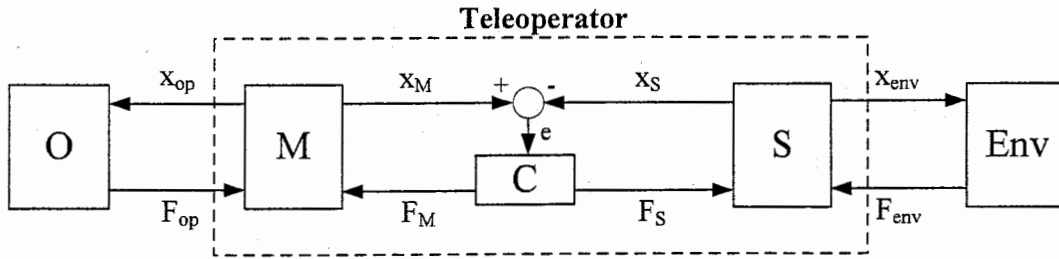 Teleoperator
x_op x_M + - x_S x_env
O M e S Env
C
F_op F_M F_S F_env